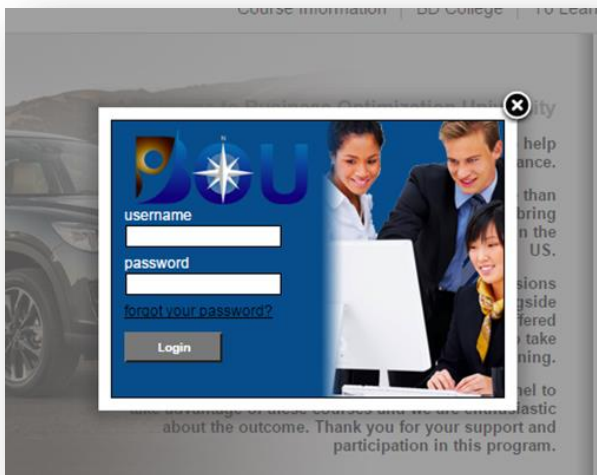 Course Information | BD College | To Lean
to Business Optimization University
help
ance.
than
bring
n the
US.
sions
gside
ffered
take
ning.
N
BOU
username
password
forgot your password?
Login
nel to
take advantage of these courses and we are enthusiastic
about the outcome. Thank you for your support and
participation in this program.